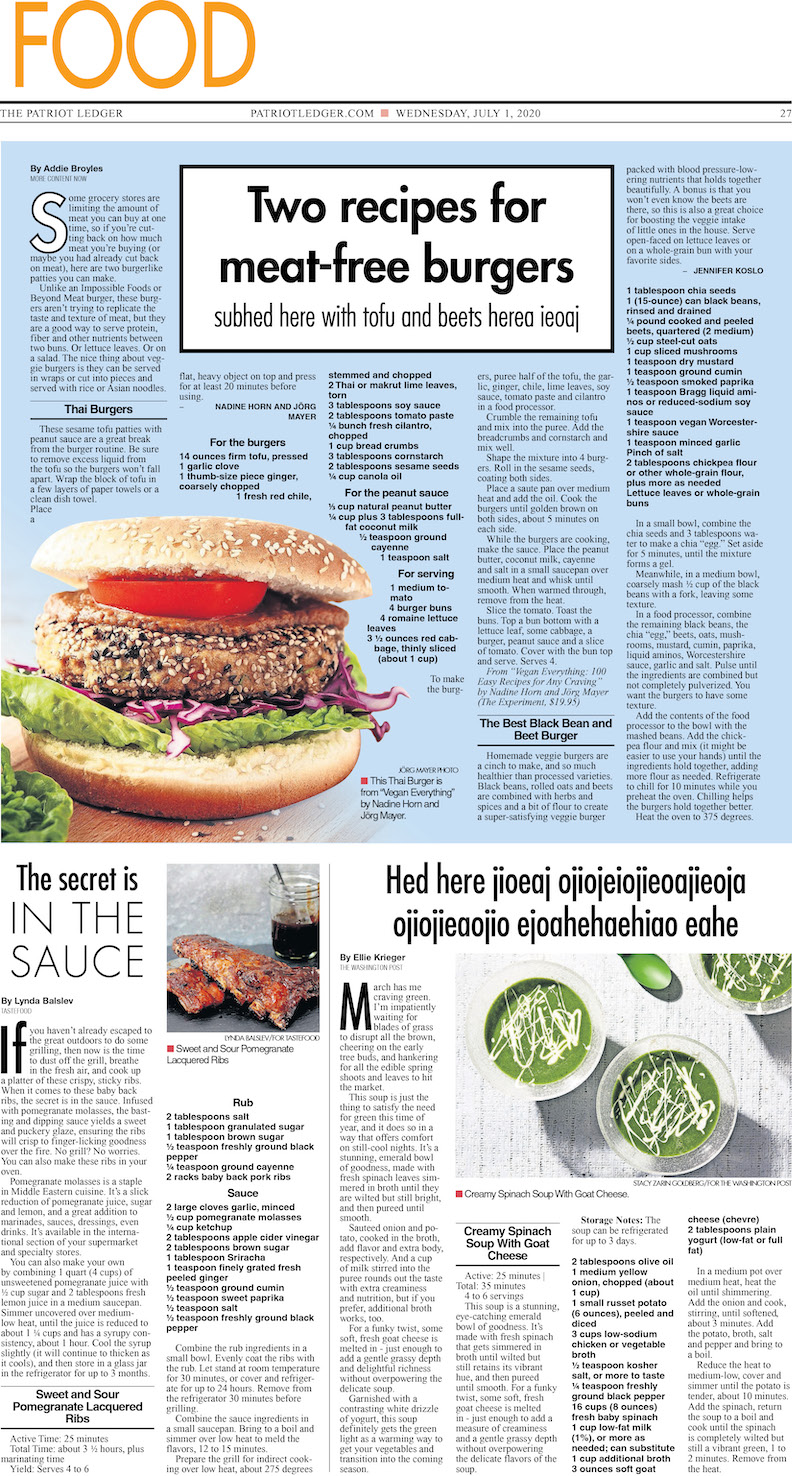 FOOD
THE PATRIOT LEDGER
PATRIOTLEDGER.COM ■ WEDNESDAY, JULY 1, 2020
27
By Addie Broyles
MORE CONTENT NOW
Some grocery stores are
limiting the amount of
meat you can buy at one
time, so if you're cut-
ting back on how much
meat you're buying (or
maybe you had already cut back
on meat), here are two burgerlike
patties you can make.
Unlike an Impossible Foods or
Beyond Meat burger, these burg-
ers aren't trying to replicate the
taste and texture of meat, but they
are a good way to serve protein,
fiber and other nutrients between
two buns. Or lettuce leaves. Or on
a salad. The nice thing about veg-
gie burgers is they can be served
in wraps or cut into pieces and
served with rice or Asian noodles.
Thai Burgers
These sesame tofu patties with
peanut sauce are a great break
from the burger routine. Be sure
to remove excess liquid from
the tofu so the burgers won't fall
apart. Wrap the block of tofu in
a few layers of paper towels or a
clean dish towel.
Place
a
Two recipes for
meat-free burgers
subhed here with tofu and beets herea ieoaj
flat, heavy object on top and press
for at least 20 minutes before
using.
– NADINE HORN AND JÖRG
MAYER
For the burgers
14 ounces firm tofu, pressed
1 garlic clove
1 thumb-size piece ginger,
coarsely chopped
1 fresh red chile,
stemmed and chopped
2 Thai or makrut lime leaves,
torn
3 tablespoons soy sauce
2 tablespoons tomato paste
¼ bunch fresh cilantro,
chopped
1 cup bread crumbs
3 tablespoons cornstarch
2 tablespoons sesame seeds
¼ cup canola oil
For the peanut sauce
⅓ cup natural peanut butter
¼ cup plus 3 tablespoons full-
fat coconut milk
½ teaspoon ground
cayenne
1 teaspoon salt
For serving
1 medium to-
mato
4 burger buns
4 romaine lettuce
leaves
3 ½ ounces red cab-
bage, thinly sliced
(about 1 cup)
To make
the burg-
JÖRG MAYER PHOTO
■ This Thai Burger is
from "Vegan Everything"
by Nadine Horn and
Jörg Mayer.
ers, puree half of the tofu, the gar-
lic, ginger, chile, lime leaves, soy
sauce, tomato paste and cilantro
in a food processor.
Crumble the remaining tofu
and mix into the puree. Add the
breadcrumbs and cornstarch and
mix well.
Shape the mixture into 4 burg-
ers. Roll in the sesame seeds,
coating both sides.
Place a saute pan over medium
heat and add the oil. Cook the
burgers until golden brown on
both sides, about 5 minutes on
each side.
While the burgers are cooking,
make the sauce. Place the peanut
butter, coconut milk, cayenne
and salt in a small saucepan over
medium heat and whisk until
smooth. When warmed through,
remove from the heat.
Slice the tomato. Toast the
buns. Top a bun bottom with a
lettuce leaf, some cabbage, a
burger, peanut sauce and a slice
of tomato. Cover with the bun top
and serve. Serves 4.
From "Vegan Everything: 100
Easy Recipes for Any Craving"
by Nadine Horn and Jörg Mayer
(The Experiment, $19.95)
The Best Black Bean and
Beet Burger
Homemade veggie burgers are
a cinch to make, and so much
healthier than processed varieties.
Black beans, rolled oats and beets
are combined with herbs and
spices and a bit of flour to create
a super-satisfying veggie burger
packed with blood pressure-low-
ering nutrients that holds together
beautifully. A bonus is that you
won't even know the beets are
there, so this is also a great choice
for boosting the veggie intake
of little ones in the house. Serve
open-faced on lettuce leaves or
on a whole-grain bun with your
favorite sides.
– JENNIFER KOSLO
1 tablespoon chia seeds
1 (15-ounce) can black beans,
rinsed and drained
¼ pound cooked and peeled
beets, quartered (2 medium)
½ cup steel-cut oats
1 cup sliced mushrooms
1 teaspoon dry mustard
1 teaspoon ground cumin
½ teaspoon smoked paprika
1 teaspoon Bragg liquid ami-
nos or reduced-sodium soy
sauce
1 teaspoon vegan Worcester-
shire sauce
1 teaspoon minced garlic
Pinch of salt
2 tablespoons chickpea flour
or other whole-grain flour,
plus more as needed
Lettuce leaves or whole-grain
buns
In a small bowl, combine the
chia seeds and 3 tablespoons wa-
ter to make a chia "egg." Set aside
for 5 minutes, until the mixture
forms a gel.
Meanwhile, in a medium bowl,
coarsely mash ½ cup of the black
beans with a fork, leaving some
texture.
In a food processor, combine
the remaining black beans, the
chia "egg," beets, oats, mush-
rooms, mustard, cumin, paprika,
liquid aminos, Worcestershire
sauce, garlic and salt. Pulse until
the ingredients are combined but
not completely pulverized. You
want the burgers to have some
texture.
Add the contents of the food
processor to the bowl with the
mashed beans. Add the chick-
pea flour and mix (it might be
easier to use your hands) until the
ingredients hold together, adding
more flour as needed. Refrigerate
to chill for 10 minutes while you
preheat the oven. Chilling helps
the burgers hold together better.
Heat the oven to 375 degrees.
The secret is
IN THE
SAUCE
By Lynda Balslev
TASTEFOOD
If you haven't already escaped to
the great outdoors to do some
grilling, then now is the time
to dust off the grill, breathe
in the fresh air, and cook up
a platter of these crispy, sticky ribs.
When it comes to these baby back
ribs, the secret is in the sauce. Infused
with pomegranate molasses, the bast-
ing and dipping sauce yields a sweet
and puckery glaze, ensuring the ribs
will crisp to finger-licking goodness
over the fire. No grill? No worries.
You can also make these ribs in your
oven.
Pomegranate molasses is a staple
in Middle Eastern cuisine. It's a slick
reduction of pomegranate juice, sugar
and lemon, and a great addition to
marinades, sauces, dressings, even
drinks. It's available in the interna-
tional section of your supermarket
and specialty stores.
You can also make your own
by combining 1 quart (4 cups) of
unsweetened pomegranate juice with
½ cup sugar and 2 tablespoons fresh
lemon juice in a medium saucepan.
Simmer uncovered over medium-
low heat, until the juice is reduced to
about 1 ¼ cups and has a syrupy con-
sistency, about 1 hour. Cool the syrup
slightly (it will continue to thicken as
it cools), and then store in a glass jar
in the refrigerator for up to 3 months.
Sweet and Sour
Pomegranate Lacquered
Ribs
Active Time: 25 minutes
Total Time: about 3 ½ hours, plus
marinating time
Yield: Serves 4 to 6
LYNDA BALSLEV/FOR TASTEFOOD
■ Sweet and Sour Pomegranate
Lacquered Ribs
Rub
2 tablespoons salt
1 tablespoon granulated sugar
1 tablespoon brown sugar
½ teaspoon freshly ground black
pepper
¼ teaspoon ground cayenne
2 racks baby back pork ribs
Sauce
2 large cloves garlic, minced
½ cup pomegranate molasses
¼ cup ketchup
2 tablespoons apple cider vinegar
2 tablespoons brown sugar
1 tablespoon Sriracha
1 teaspoon finely grated fresh
peeled ginger
½ teaspoon ground cumin
½ teaspoon sweet paprika
½ teaspoon salt
½ teaspoon freshly ground black
pepper
Combine the rub ingredients in a
small bowl. Evenly coat the ribs with
the rub. Let stand at room temperature
for 30 minutes, or cover and refriger-
ate for up to 24 hours. Remove from
the refrigerator 30 minutes before
grilling.
Combine the sauce ingredients in
a small saucepan. Bring to a boil and
simmer over low heat to meld the
flavors, 12 to 15 minutes.
Prepare the grill for indirect cook-
ing over low heat, about 275 degrees
Hed here jioeaj ojiojeiojieoajieoja
ojiojieaojio ejoahehaehiao eahe
By Ellie Krieger
THE WASHINGTON POST
March has me
craving green.
I'm impatiently
waiting for
blades of grass
to disrupt all the brown,
cheering on the early
tree buds, and hankering
for all the edible spring
shoots and leaves to hit
the market.
This soup is just the
thing to satisfy the need
for green this time of
year, and it does so in a
way that offers comfort
on still-cool nights. It's a
stunning, emerald bowl
of goodness, made with
fresh spinach leaves sim-
mered in broth until they
are wilted but still bright,
and then pureed until
smooth.
Sauteed onion and po-
tato, cooked in the broth,
add flavor and extra body,
respectively. And a cup
of milk stirred into the
puree rounds out the taste
with extra creaminess
and nutrition, but if you
prefer, additional broth
works, too.
For a funky twist, some
soft, fresh goat cheese is
melted in - just enough to
add a gentle grassy depth
and delightful richness
without overpowering the
delicate soup.
Garnished with a
contrasting white drizzle
of yogurt, this soup
definitely gets the green
light as a warming way to
get your vegetables and
transition into the coming
season.
STACY ZARIN GOLDBERG/FOR THE WASHINGTON POST
■ Creamy Spinach Soup With Goat Cheese.
Creamy Spinach
Soup With Goat
Cheese
Active: 25 minutes |
Total: 35 minutes
4 to 6 servings
This soup is a stunning,
eye-catching emerald
bowl of goodness. It's
made with fresh spinach
that gets simmered in
broth until wilted but
still retains its vibrant
hue, and then pureed
until smooth. For a funky
twist, some soft, fresh
goat cheese is melted
in - just enough to add a
measure of creaminess
and a gentle grassy depth
without overpowering
the delicate flavors of the
soup.
Storage Notes: The
soup can be refrigerated
for up to 3 days.
2 tablespoons olive oil
1 medium yellow
onion, chopped (about
1 cup)
1 small russet potato
(6 ounces), peeled and
diced
3 cups low-sodium
chicken or vegetable
broth
½ teaspoon kosher
salt, or more to taste
¼ teaspoon freshly
ground black pepper
16 cups (8 ounces)
fresh baby spinach
1 cup low-fat milk
(1%), or more as
needed; can substitute
1 cup additional broth
3 ounces soft goat
cheese (chevre)
2 tablespoons plain
yogurt (low-fat or full
fat)
In a medium pot over
medium heat, heat the
oil until shimmering.
Add the onion and cook,
stirring, until softened,
about 3 minutes. Add
the potato, broth, salt
and pepper and bring to
a boil.
Reduce the heat to
medium-low, cover and
simmer until the potato is
tender, about 10 minutes.
Add the spinach, return
the soup to a boil and
cook until the spinach
is completely wilted but
still a vibrant green, 1 to
2 minutes. Remove from
the heat.